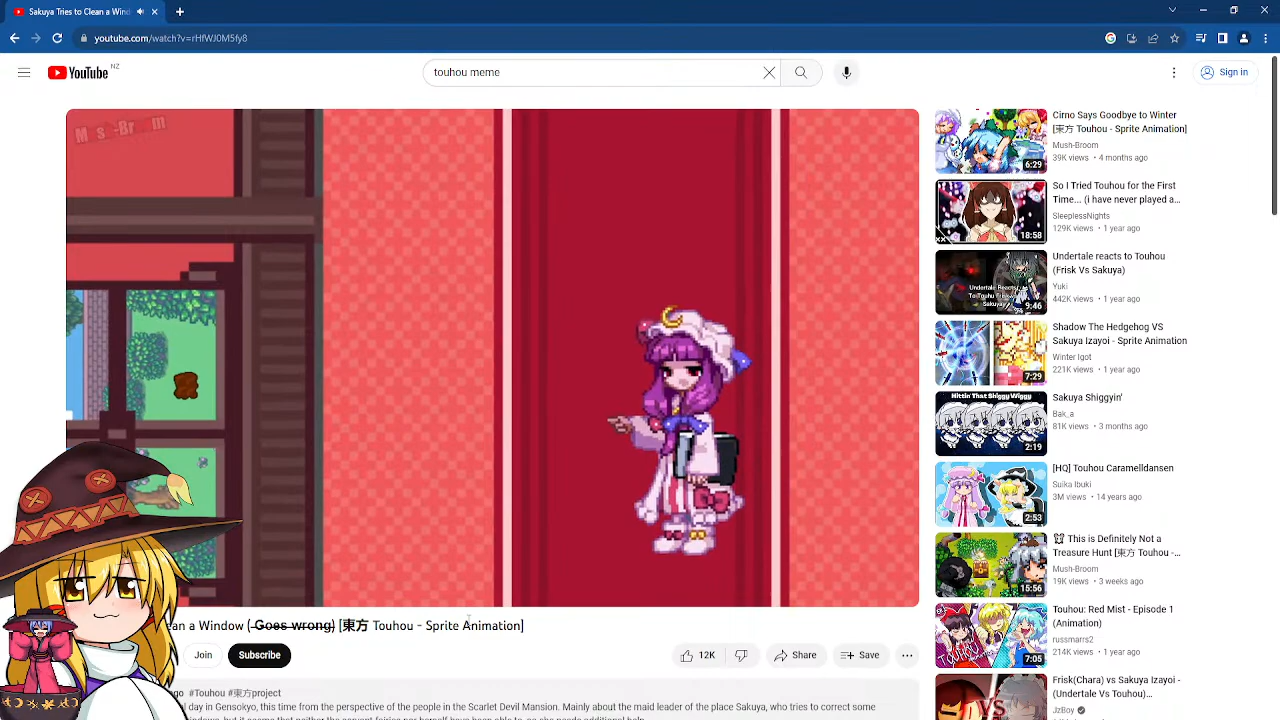 Sakuya Tries to Clean a Wind
youtube.com/watch?v=rHfWJ0M5fy8
YouTube NZ
touhou meme
Sign in
Mush-Broom
Cirno Says Goodbye to Winter
[東方 Touhou - Sprite Animation]
Mush-Broom
39K views • 4 months ago
6:29
So I Tried Touhou for the First
Time... (i have never played a...
SleeplessNights
129K views • 1 year ago
18:58
Undertale reacts to Touhou
(Frisk Vs Sakuya)
Yuki
442K views • 1 year ago
9:46
Shadow The Hedgehog VS
Sakuya Izayoi - Sprite Animation
Winter Igot
221K views • 1 year ago
7:29
Hittin That Shiggy Wiggy
Sakuya Shiggyin'
Bak_a
81K views • 3 months ago
2:19
[HQ] Touhou Caramelldansen
Suika Ibuki
3M views • 14 years ago
2:53
This is Definitely Not a
Treasure Hunt [東方 Touhou -...
Mush-Broom
19K views • 3 weeks ago
15:56
Touhou: Red Mist - Episode 1
(Animation)
russmarrs2
214K views • 1 year ago
7:05
Frisk(Chara) vs Sakuya Izayoi -
(Undertale Vs Touhou)...
JzBoy
VS
ean a Window ( Goes wrong) [東方 Touhou - Sprite Animation]
Join
Subscribe
12K
Share
Save
ago #Touhou #東方project
l day in Gensokyo, this time from the perspective of the people in the Scarlet Devil Mansion. Mainly about the maid leader of the place Sakuya, who tries to correct some